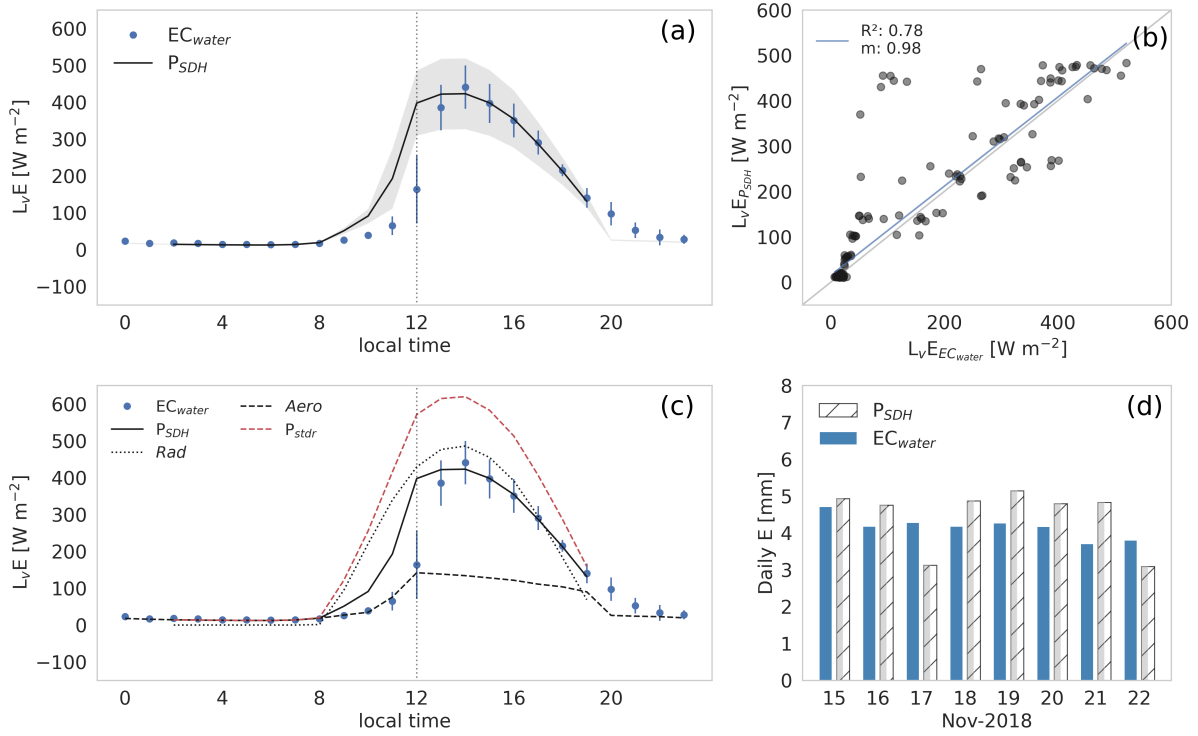 (a)
EC_water
P_SDH
600
500
400
300
200
100
0
−100
L_vE [W m⁻²]
0 4 8 12 16 20
local time
(b)
R²: 0.78
m: 0.98
600
500
400
300
200
100
0
L_vE_P_SDH [W m⁻²]
0 200 400 600
L_vE_EC_water [W m⁻²]
(c)
EC_water
P_SDH
Rad
Aero
P_stdr
600
500
400
300
200
100
0
−100
L_vE [W m⁻²]
0 4 8 12 16 20
local time
(d)
P_SDH
EC_water
8
7
6
5
4
3
2
1
0
Daily E [mm]
15 16 17 18 19 20 21 22
Nov-2018